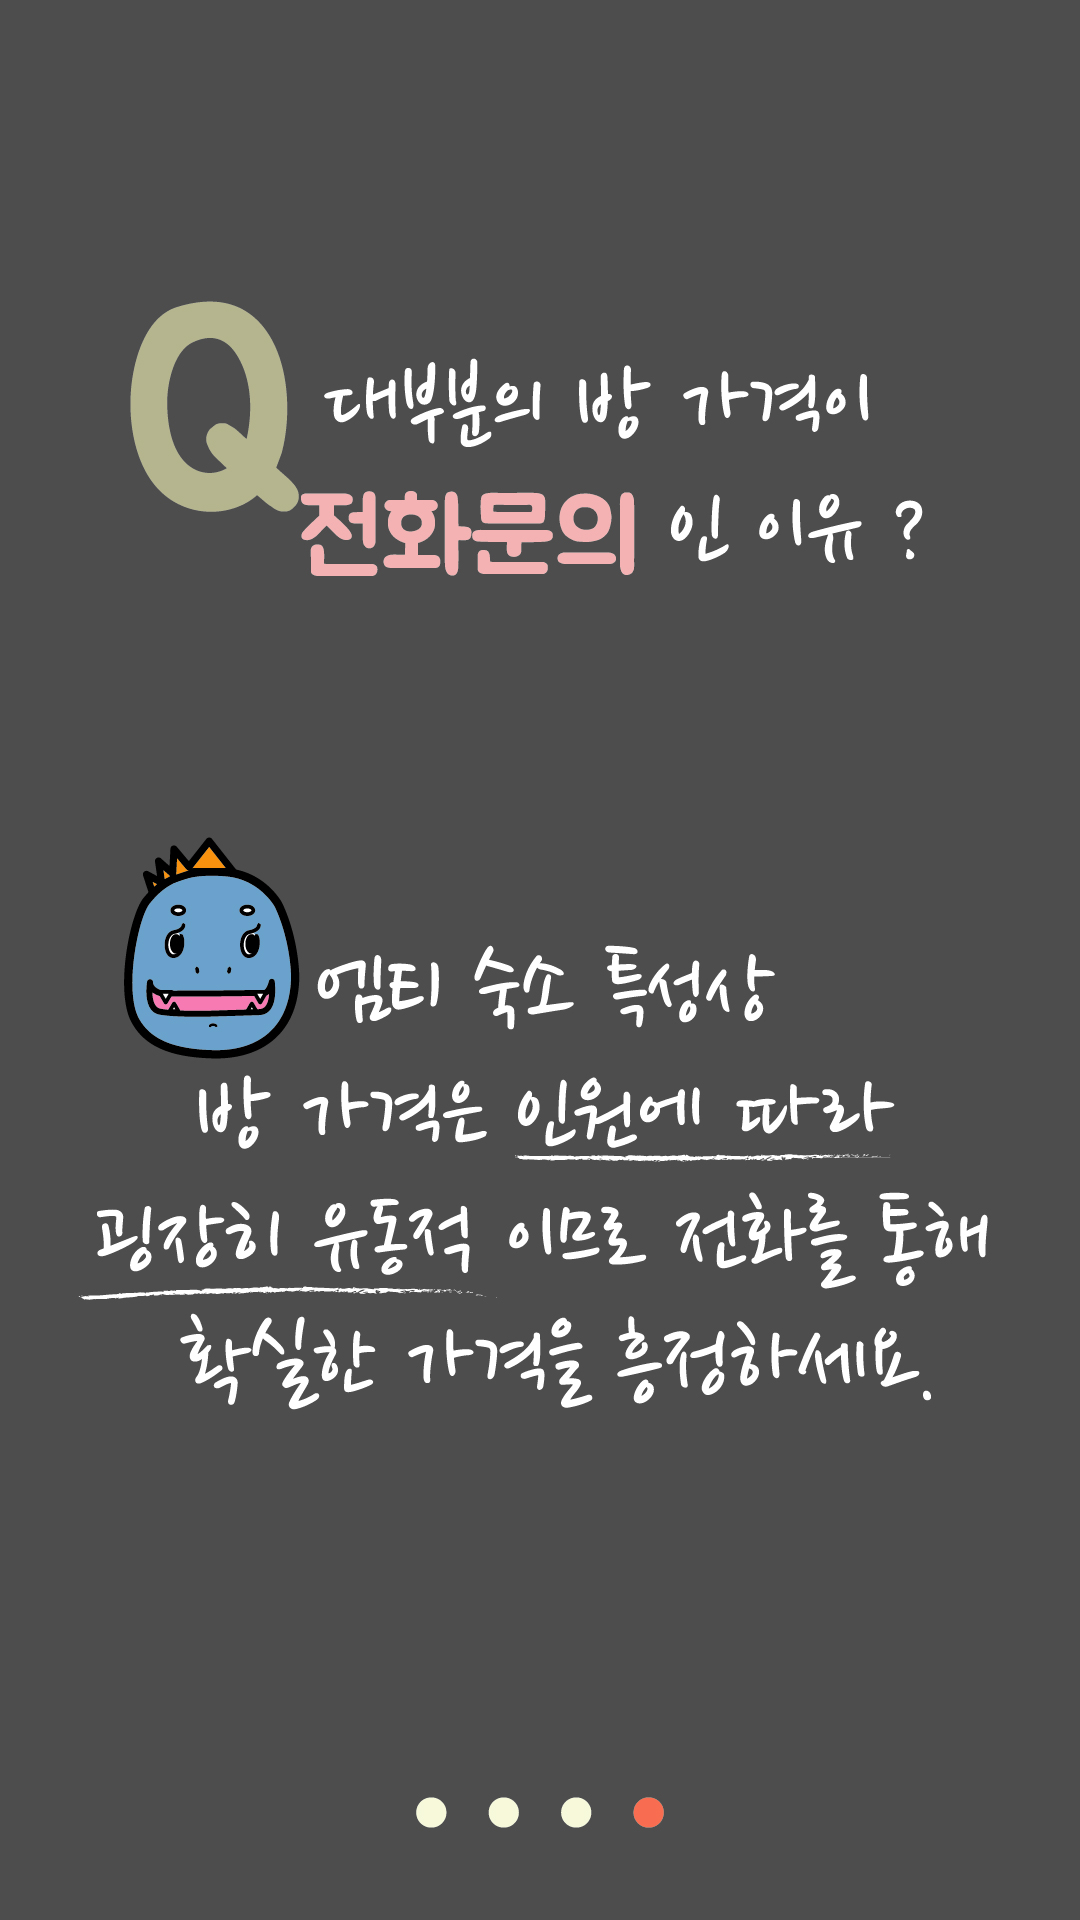 Q 대부분의 방 가격이
전화문의 인 이유 ?
엠티 숙소 특성상
방 가격은 인원에 따라
굉장히 유동적 이므로 전화를 통해
확실한 가격을 흥정하세요.